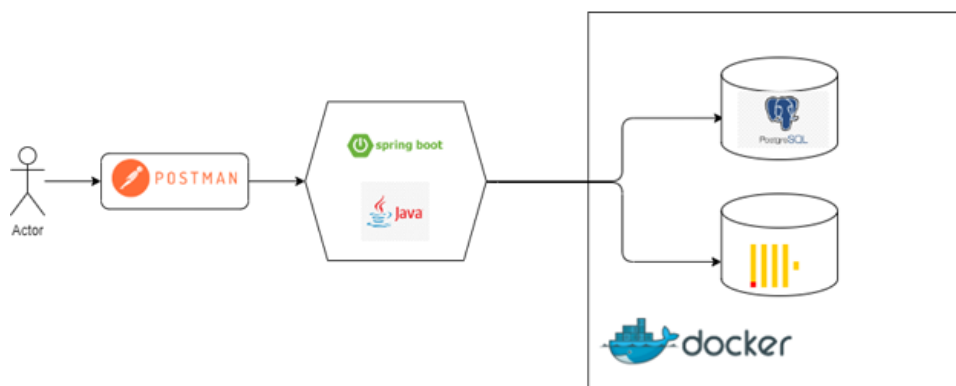 Actor
POSTMAN
spring boot
Java
PostgreSQL
docker